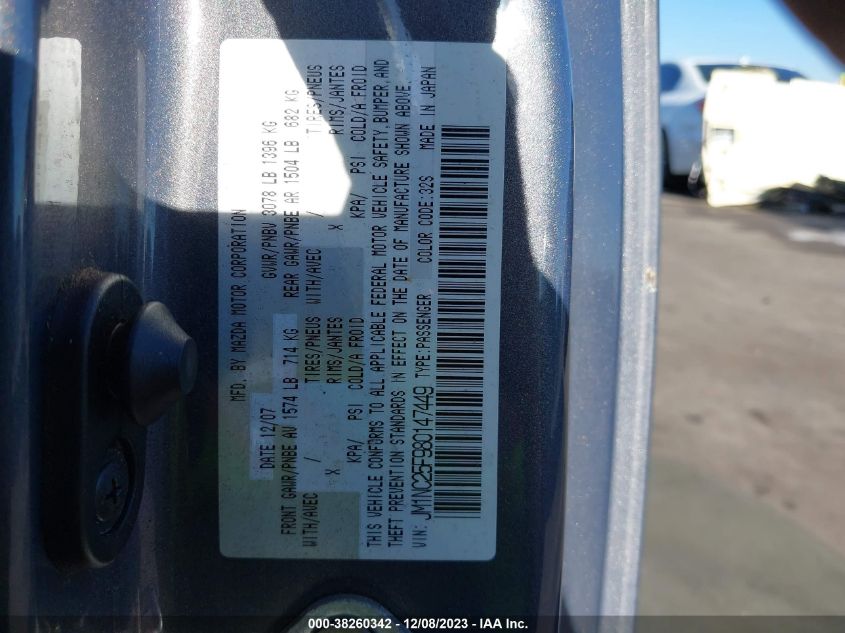 MFD. BY MAZDA MOTOR CORPORATION
DATE 12/07 GVWR/PNBV 3078 LB 1396 KG
FRONT GAWR/PNBE AV 1574 LB 714 KG REAR GAWR/PNBE AR 1504 LB 682 KG
WITH/AVEC / TIRES/PNEUS WITH/AVEC / TIRES/PNEUS
X RIMS/JANTES X RIMS/JANTES
KPA/ PSI COLD/A FROID KPA/ PSI COLD/A FROID
THIS VEHICLE CONFORMS TO ALL APPLICABLE FEDERAL MOTOR VEHICLE SAFETY, BUMPER, AND
THEFT PREVENTION STANDARDS IN EFFECT ON THE DATE OF MANUFACTURE SHOWN ABOVE.
VIN: JM1NC25F980147449 TYPE:PASSENGER COLOR CODE:32S MADE IN JAPAN
000-38260342 - 12/08/2023 - IAA Inc.